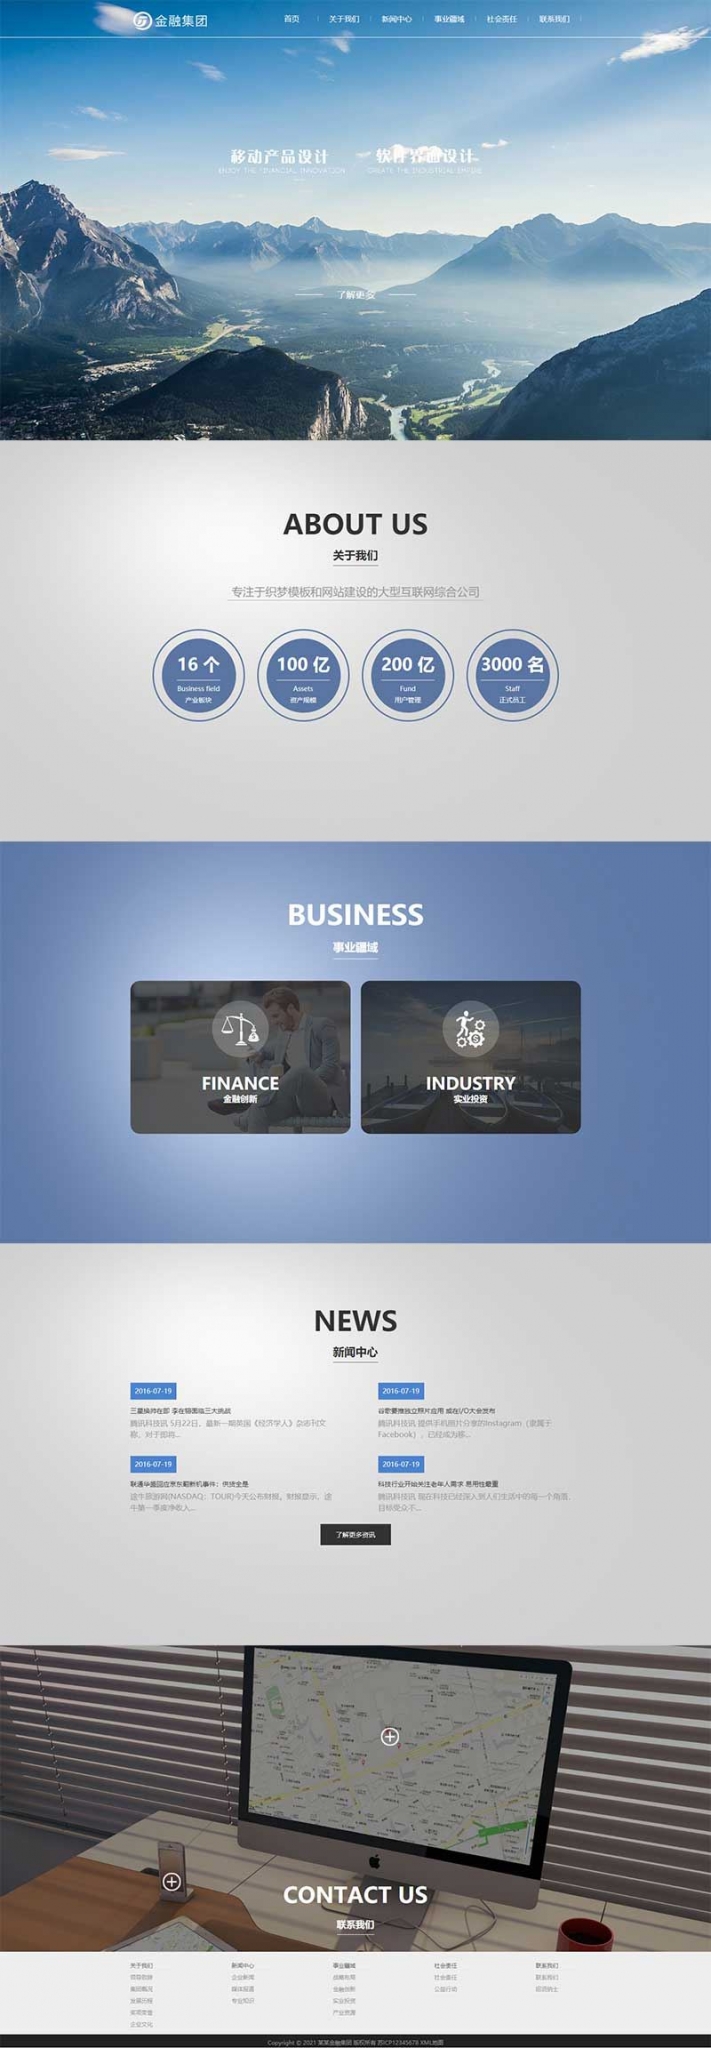 金融集团
首页 关于我们 新闻中心 事业疆域 社会责任 联系我们
移动产品设计 软件界面设计
ENJOY THE FINANCIAL INNOVATION CREATE THE INDUSTRIAL EMPIRE
了解更多
ABOUT US
关于我们
专注于织梦模板和网站建设的大型互联网综合公司
16 个 100 亿 200 亿 3000 名
Business field Assets Fund Staff
产业板块 资产规模 用户管理 正式员工
BUSINESS
事业疆域
FINANCE
金融创新
INDUSTRY
实业投资
NEWS
新闻中心
2016-07-19
三星换帅在即 李在镕面临三大挑战
腾讯科技讯 5月22日，最新一期英国《经济学人》杂志刊文
称，对于即将...
2016-07-19
谷歌要推独立照片应用 或在I/O大会发布
腾讯科技讯 提供手机照片分享的Instagram（隶属于
Facebook），已经成为移...
2016-07-19
联通华盛回应京东翻新机事件：供货全是
途牛旅游网(NASDAQ：TOUR)今天公布财报，财报显示，途
牛第一季度净收入...
2016-07-19
科技行业开始关注老年人需求 易用性最重
腾讯科技讯 现在科技已经深入到人们生活中的每一个角落，
目标受众不...
了解更多资讯
CONTACT US
联系我们
关于我们 新闻中心 事业疆域 社会责任 联系我们
领导致辞 企业新闻 战略布局 社会责任 联系我们
集团概况 媒体报道 金融创新 公益行动 招贤纳士
发展历程 专业知识 实业投资
奖项荣誉 产业资源
企业文化
Copyright © 2021 某某金融集团 版权所有 苏ICP12345678 XML地图